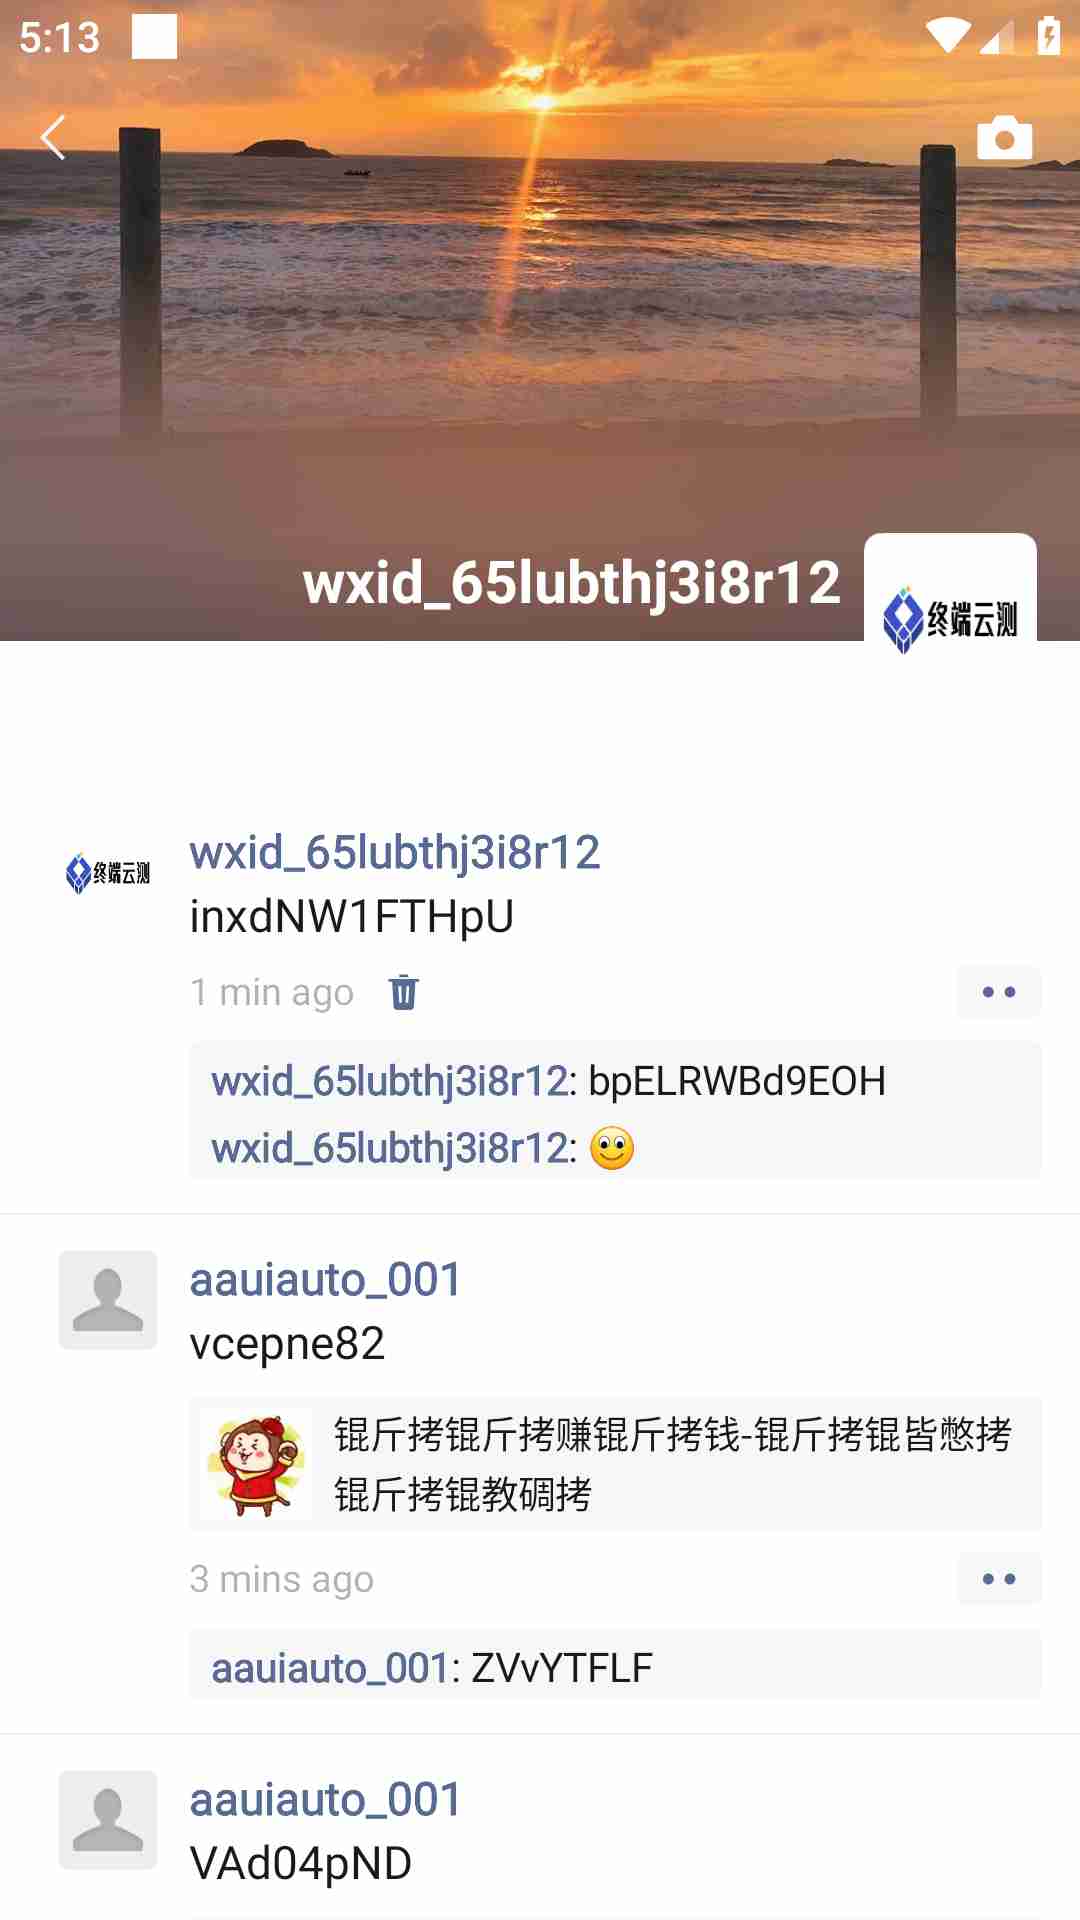 5:13
wxid_65lubthj3i8r12
终端云测
wxid_65lubthj3i8r12
终端云测
inxdNW1FTHpU
1 min ago
wxid_65lubthj3i8r12: bpELRWBd9EOH
wxid_65lubthj3i8r12: 🙂
aauiauto_001
vcepne82
锟斤拷锟斤拷赚锟斤拷钱-锟斤拷锟皆憋拷
锟斤拷锟教碉拷
3 mins ago
aauiauto_001: ZVvYTFLF
aauiauto_001
VAd04pND